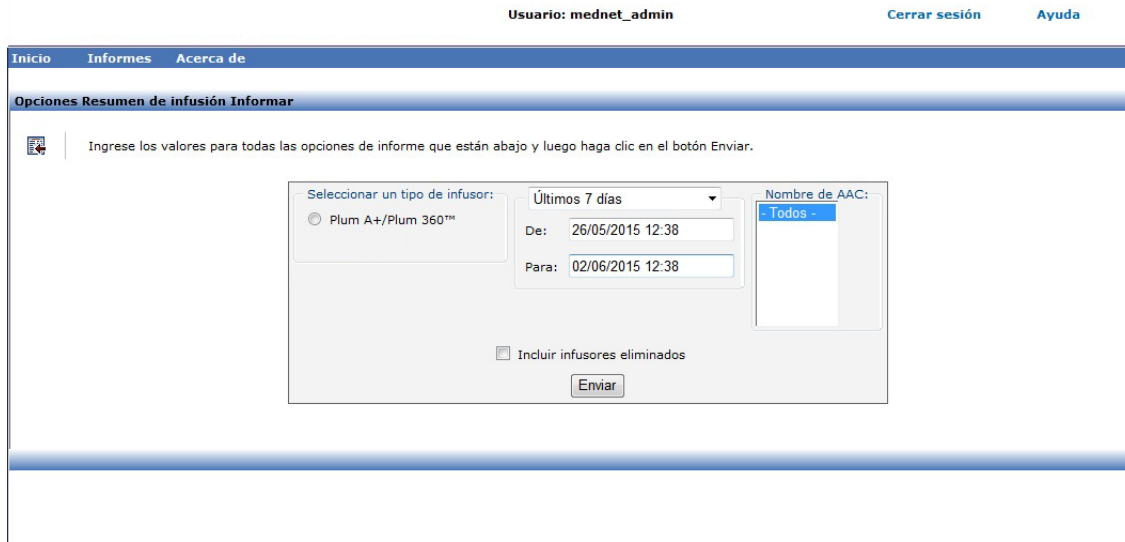 Usuario: mednet_admin Cerrar sesión Ayuda
Inicio Informes Acerca de
Opciones Resumen de infusión Informar
Ingrese los valores para todas las opciones de informe que están abajo y luego haga clic en el botón Enviar.
Seleccionar un tipo de infusor:
Plum A+/Plum 360™
Últimos 7 días
De: 26/05/2015 12:38
Para: 02/06/2015 12:38
Nombre de AAC:
- Todos -
Incluir infusores eliminados
Enviar